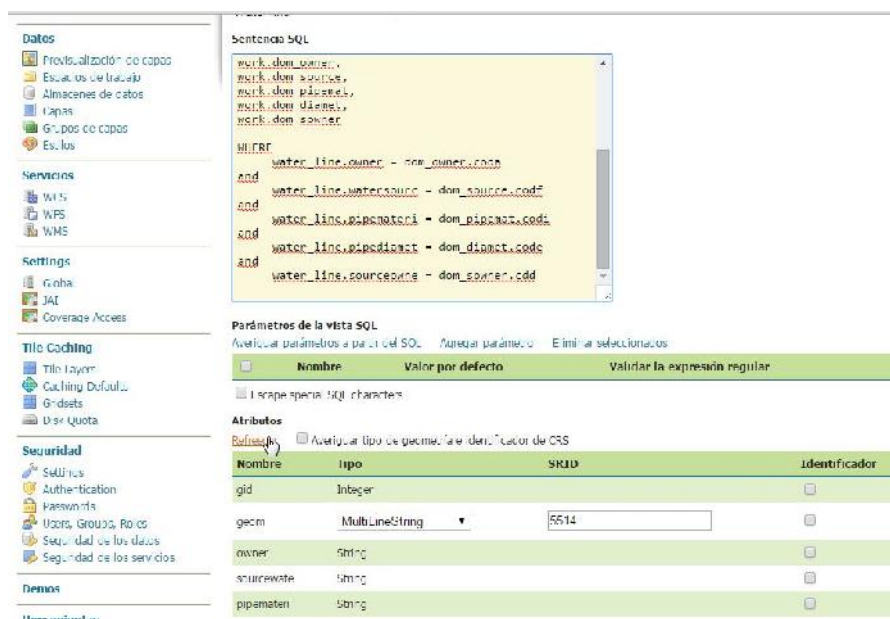 Datos
Previsualización de capas
Espacios de trabajo
Almacenes de datos
Capas
Grupos de capas
Estilos
Servicios
WCS
WFS
WMS
Settings
Global
JAI
Coverage Access
Tile Caching
Tile Layers
Caching Defaults
Gridsets
Disk Quota
Seguridad
Settings
Authentication
Passwords
Users, Groups, Roles
Seguridad de los datos
Seguridad de los servicios
Demos
Sentencia SQL
work.dom_owner,
work.dom_source,
work.dom_pipemat,
work.dom_diamet,
work.dom_sowner
WHERE
water_line.owner = dom_owner.coda
and
water_line.watersourc = dom_source.codf
and
water_line.pipemateri = dom_pipemat.codi
and
water_line.pipediamet = dom_diamet.code
and
water_line.sourceowne = dom_sowner.cdd
Parámetros de la vista SQL
Averiguar parámetros a partir del SQL Agregar parámetro Eliminar seleccionados
Nombre Valor por defecto Validar la expresión regular
Escape special SQL characters
Atributos
Refresh Averiguar tipo de geometría e identificador de CRS
Nombre Tipo SRID Identificador
gid Integer
geom MultiLineString 5514
owner String
sourcewate String
pipemateri String